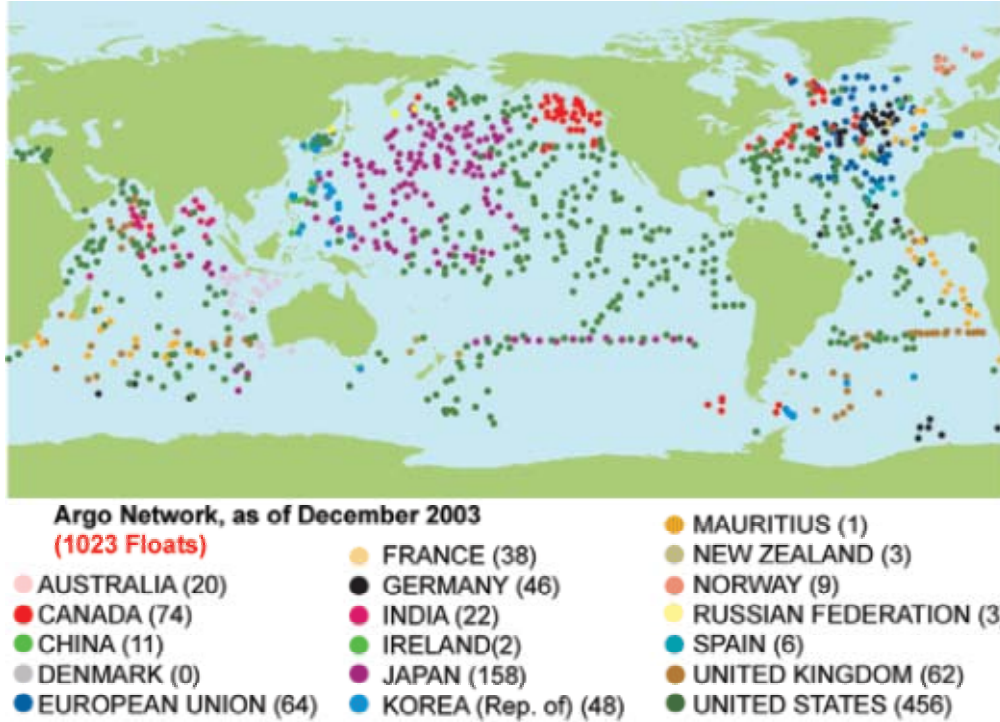 Argo Network, as of December 2003
(1023 Floats)
AUSTRALIA (20)
CANADA (74)
CHINA (11)
DENMARK (0)
EUROPEAN UNION (64)
FRANCE (38)
GERMANY (46)
INDIA (22)
IRELAND(2)
JAPAN (158)
KOREA (Rep. of) (48)
MAURITIUS (1)
NEW ZEALAND (3)
NORWAY (9)
RUSSIAN FEDERATION (3
SPAIN (6)
UNITED KINGDOM (62)
UNITED STATES (456)